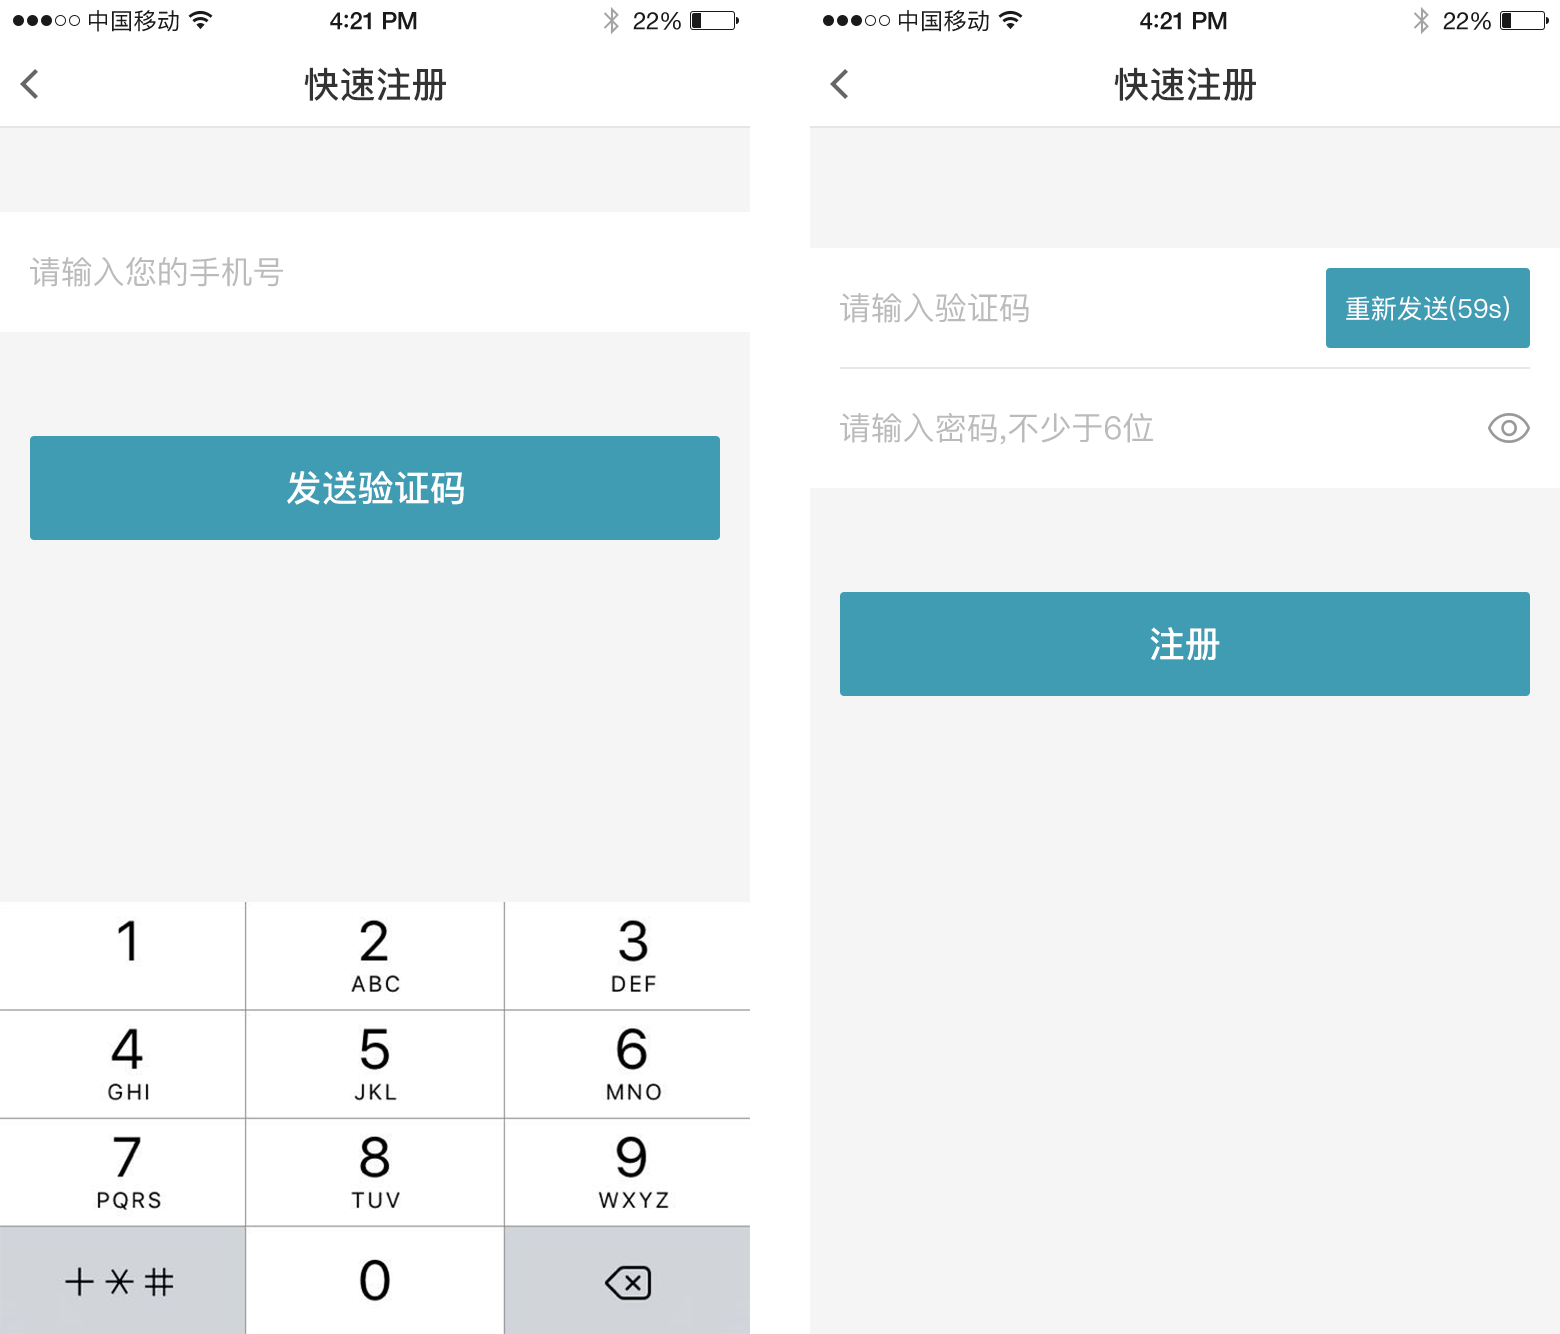 中国移动 4:21 PM 22%
快速注册
请输入您的手机号
发送验证码
1
2
ABC
3
DEF
4
GHI
5
JKL
6
MNO
7
PQRS
8
TUV
9
WXYZ
+*#
0
中国移动 4:21 PM 22%
快速注册
请输入验证码
重新发送(59s)
请输入密码,不少于6位
注册